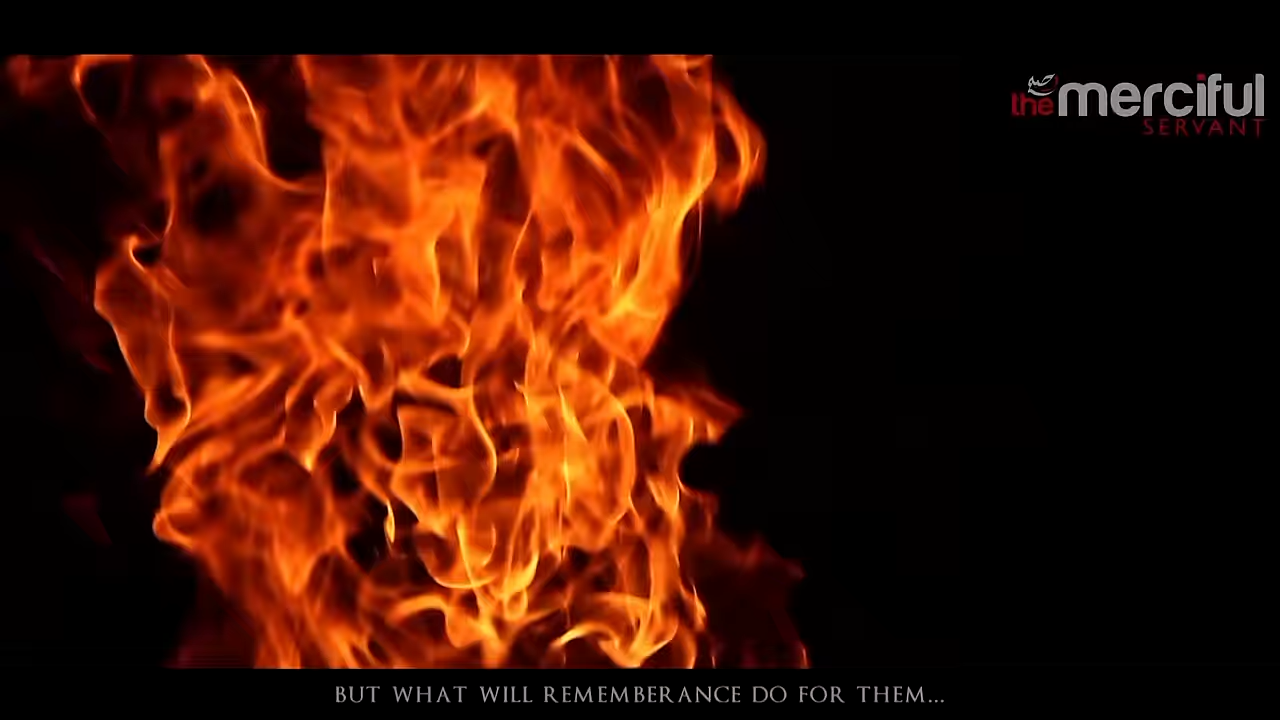 the merciful
SERVANT
BUT WHAT WILL REMEMBERANCE DO FOR THEM...